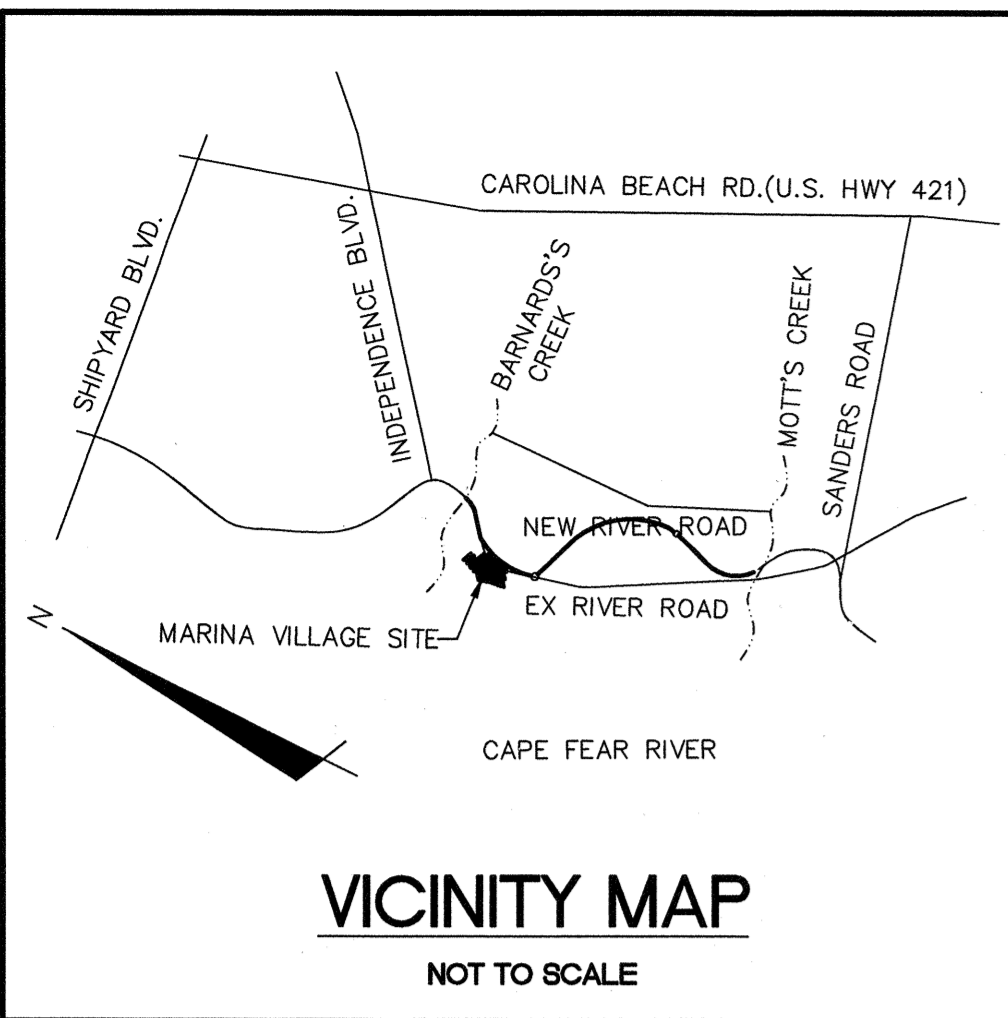 CAROLINA BEACH RD.(U.S. HWY 421)
SHIPYARD BLVD.
INDEPENDENCE BLVD.
BARNARDS'S
CREEK
MOTT'S CREEK
SANDERS ROAD
NEW RIVER ROAD
EX RIVER ROAD
N
MARINA VILLAGE SITE
CAPE FEAR RIVER
VICINITY MAP
NOT TO SCALE